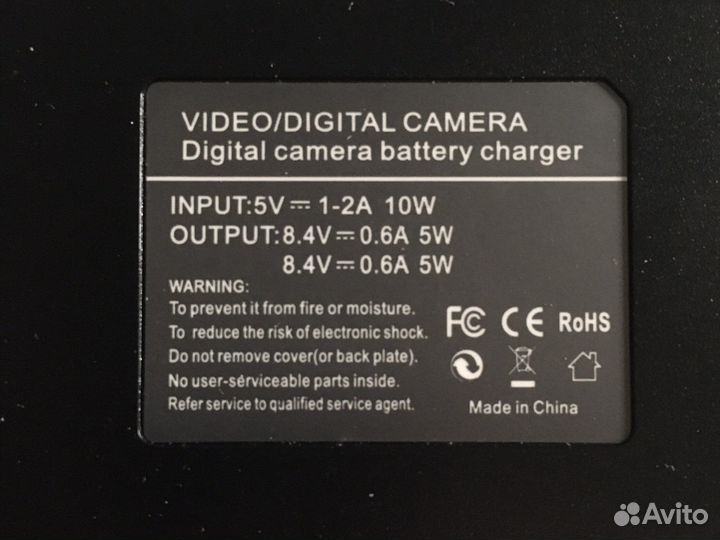 VIDEO/DIGITAL CAMERA
Digital camera battery charger
INPUT:5V⎓1-2A 10W
OUTPUT:8.4V⎓0.6A 5W
8.4V⎓0.6A 5W
WARNING:
To prevent it from fire or moisture.
To reduce the risk of electronic shock.
Do not remove cover(or back plate).
No user-serviceable parts inside.
Refer service to qualified service agent.
FC CE RoHS
Made in China
Avito